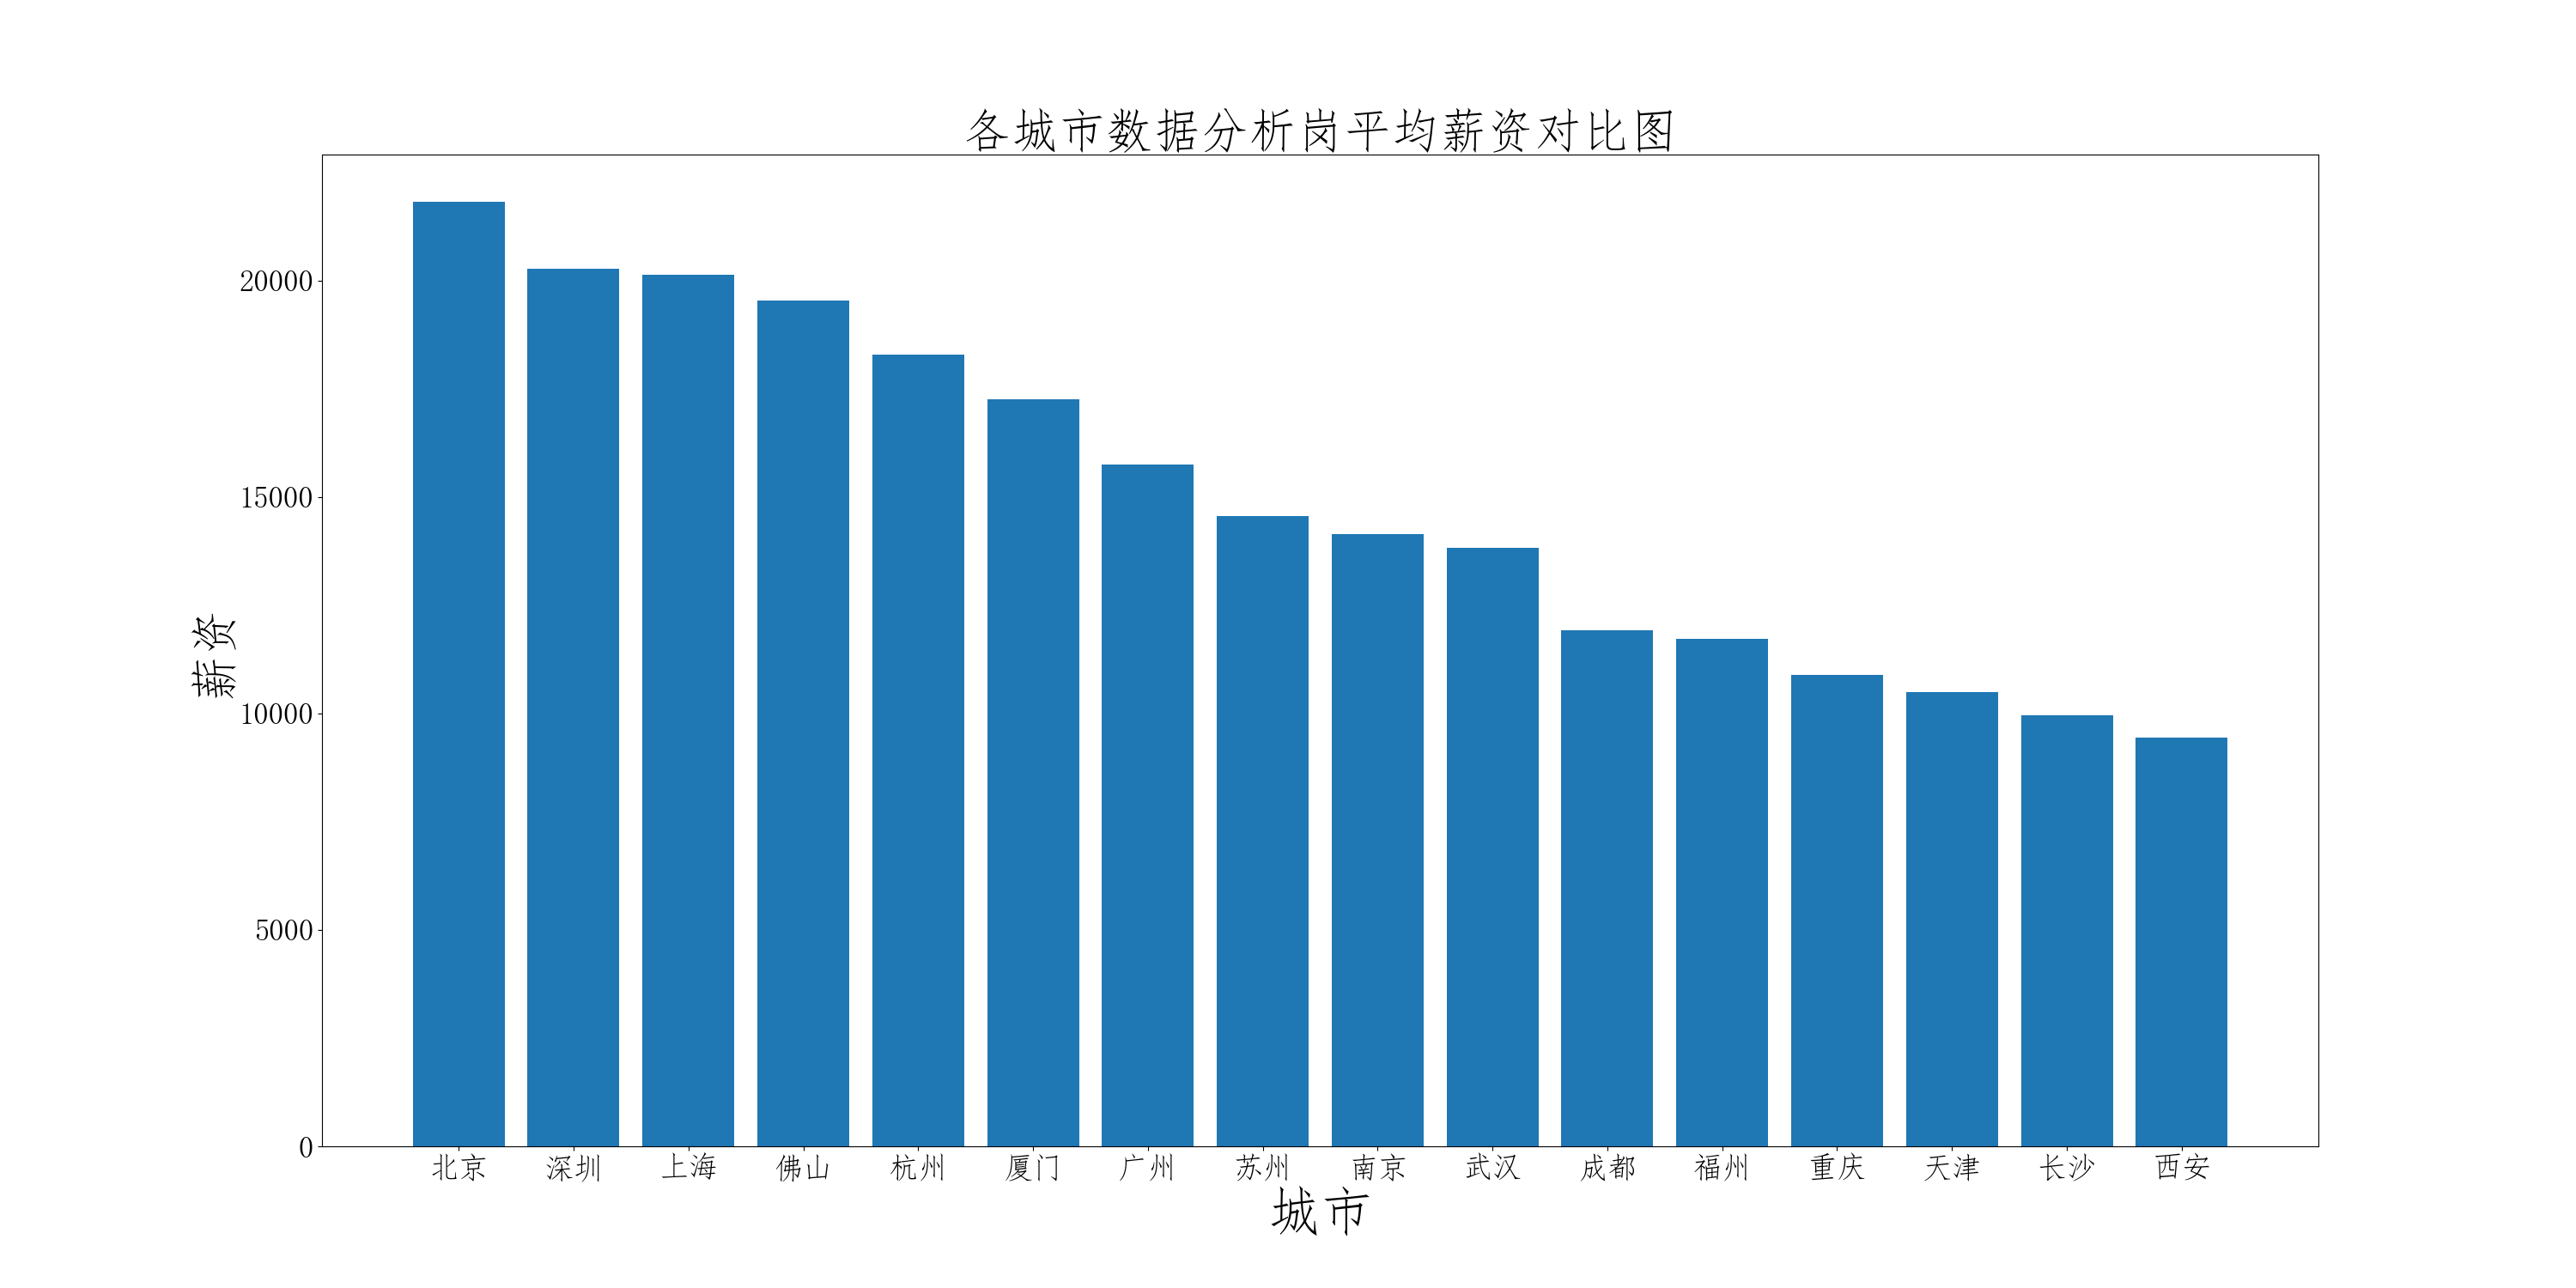 各城市数据分析岗平均薪资对比图
20000
15000
10000
5000
0
薪资
北京 深圳 上海 佛山 杭州 厦门 广州 苏州 南京 武汉 成都 福州 重庆 天津 长沙 西安
城市